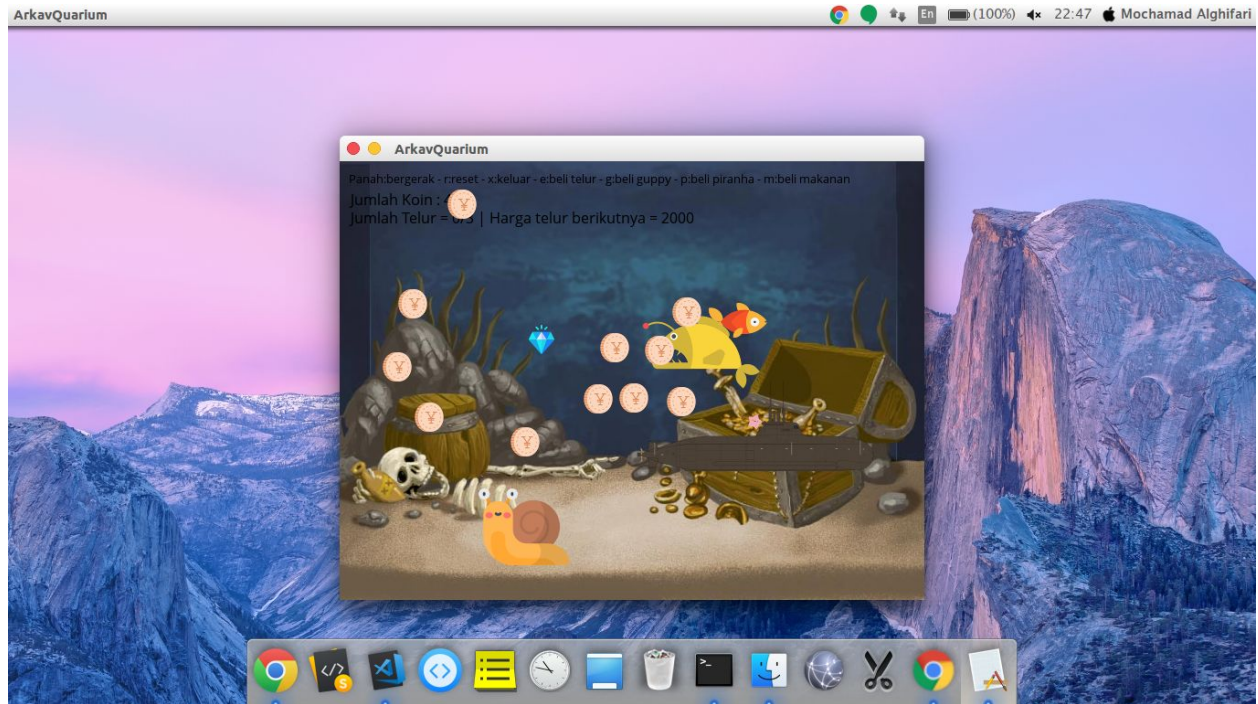 ArkavQuarium
En (100%) 22:47 Mochamad Alghifari
ArkavQuarium
Panah:bergerak - r:reset - x:keluar - e:beli telur - g:beli guppy - p:beli piranha - m:beli makanan
Jumlah Koin :
Jumlah Telur = | Harga telur berikutnya = 2000